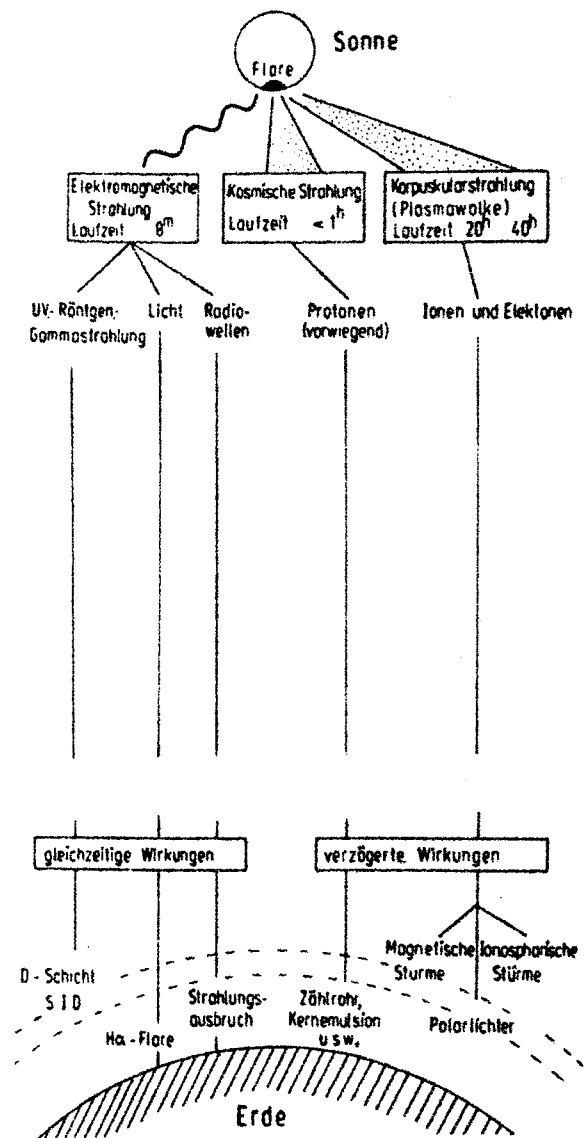 Sonne
Flare
Elektromagnetische
Strahlung
Laufzeit 8ᵐ
Kosmische Strahlung
Laufzeit < 1ʰ
Korpuskularstrahlung
(Plasmawolke)
Laufzeit 20ʰ 40ʰ
UV- Röntgen,-
Gammastrahlung
Licht
Radio-
wellen
Protonen
(vorwiegend)
Ionen und Elektonen
gleichzeitige Wirkungen
verzögerte Wirkungen
D - Schicht
S I D
Hα - Flare
Strahlungs-
ausbruch
Zählrohr,
Kernemulsion
usw.
Magnetische
Sturme
Ionosphärische
Stürme
Polarlichter
Erde